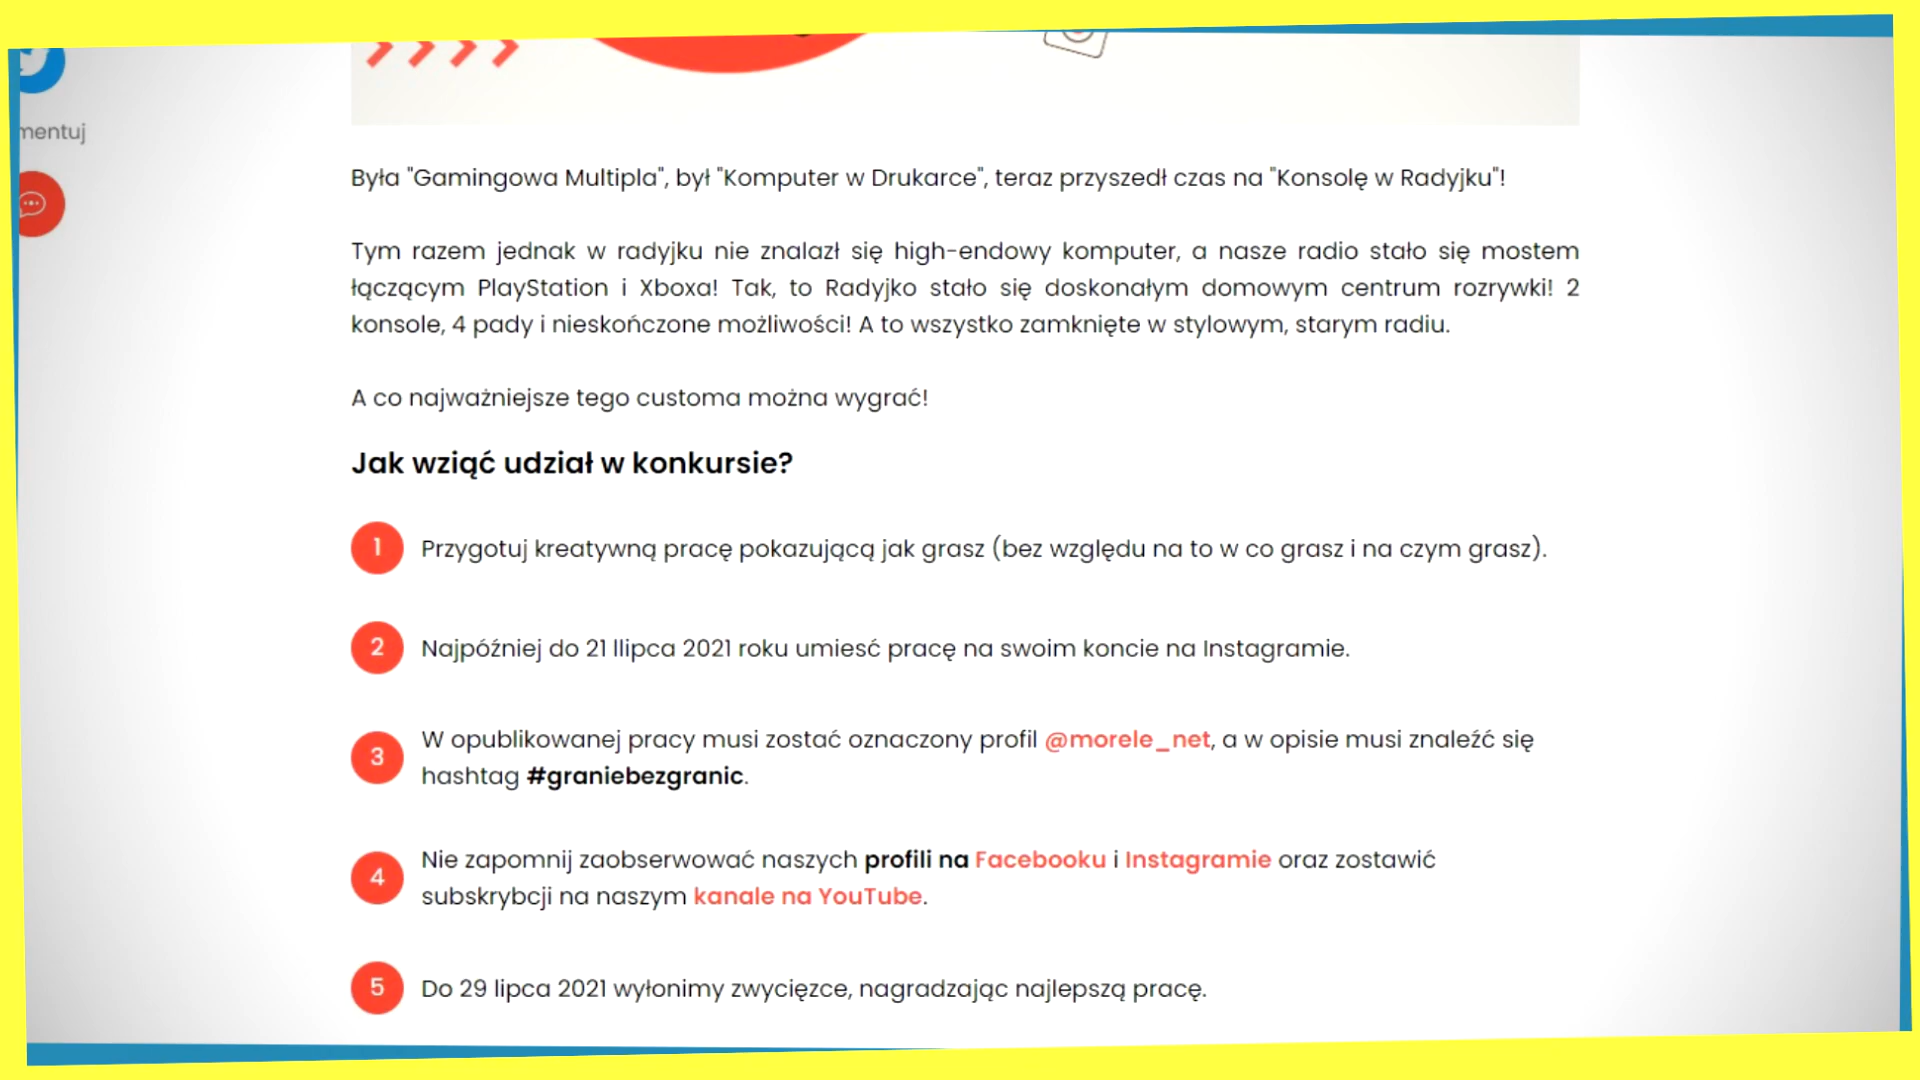 mentuj
Była "Gamingowa Multipla", był "Komputer w Drukarce", teraz przyszedł czas na "Konsolę w Radyjku"!
Tym razem jednak w radyjku nie znalazł się high-endowy komputer, a nasze radio stało się mostem
łączącym PlayStation i Xboxa! Tak, to Radyjko stało się doskonałym domowym centrum rozrywki! 2
konsole, 4 pady i nieskończone możliwości! A to wszystko zamknięte w stylowym, starym radiu.
A co najważniejsze tego customa można wygrać!
Jak wziąć udział w konkursie?
1 Przygotuj kreatywną pracę pokazującą jak grasz (bez względu na to w co grasz i na czym grasz).
2 Najpóźniej do 21 llipca 2021 roku umiesć pracę na swoim koncie na Instagramie.
3 W opublikowanej pracy musi zostać oznaczony profil @morele_net, a w opisie musi znaleźć się
hashtag #graniebezgranic.
4 Nie zapomnij zaobserwować naszych profili na Facebooku i Instagramie oraz zostawić
subskrybcji na naszym kanale na YouTube.
5 Do 29 lipca 2021 wyłonimy zwycięzce, nagradzając najlepszą pracę.